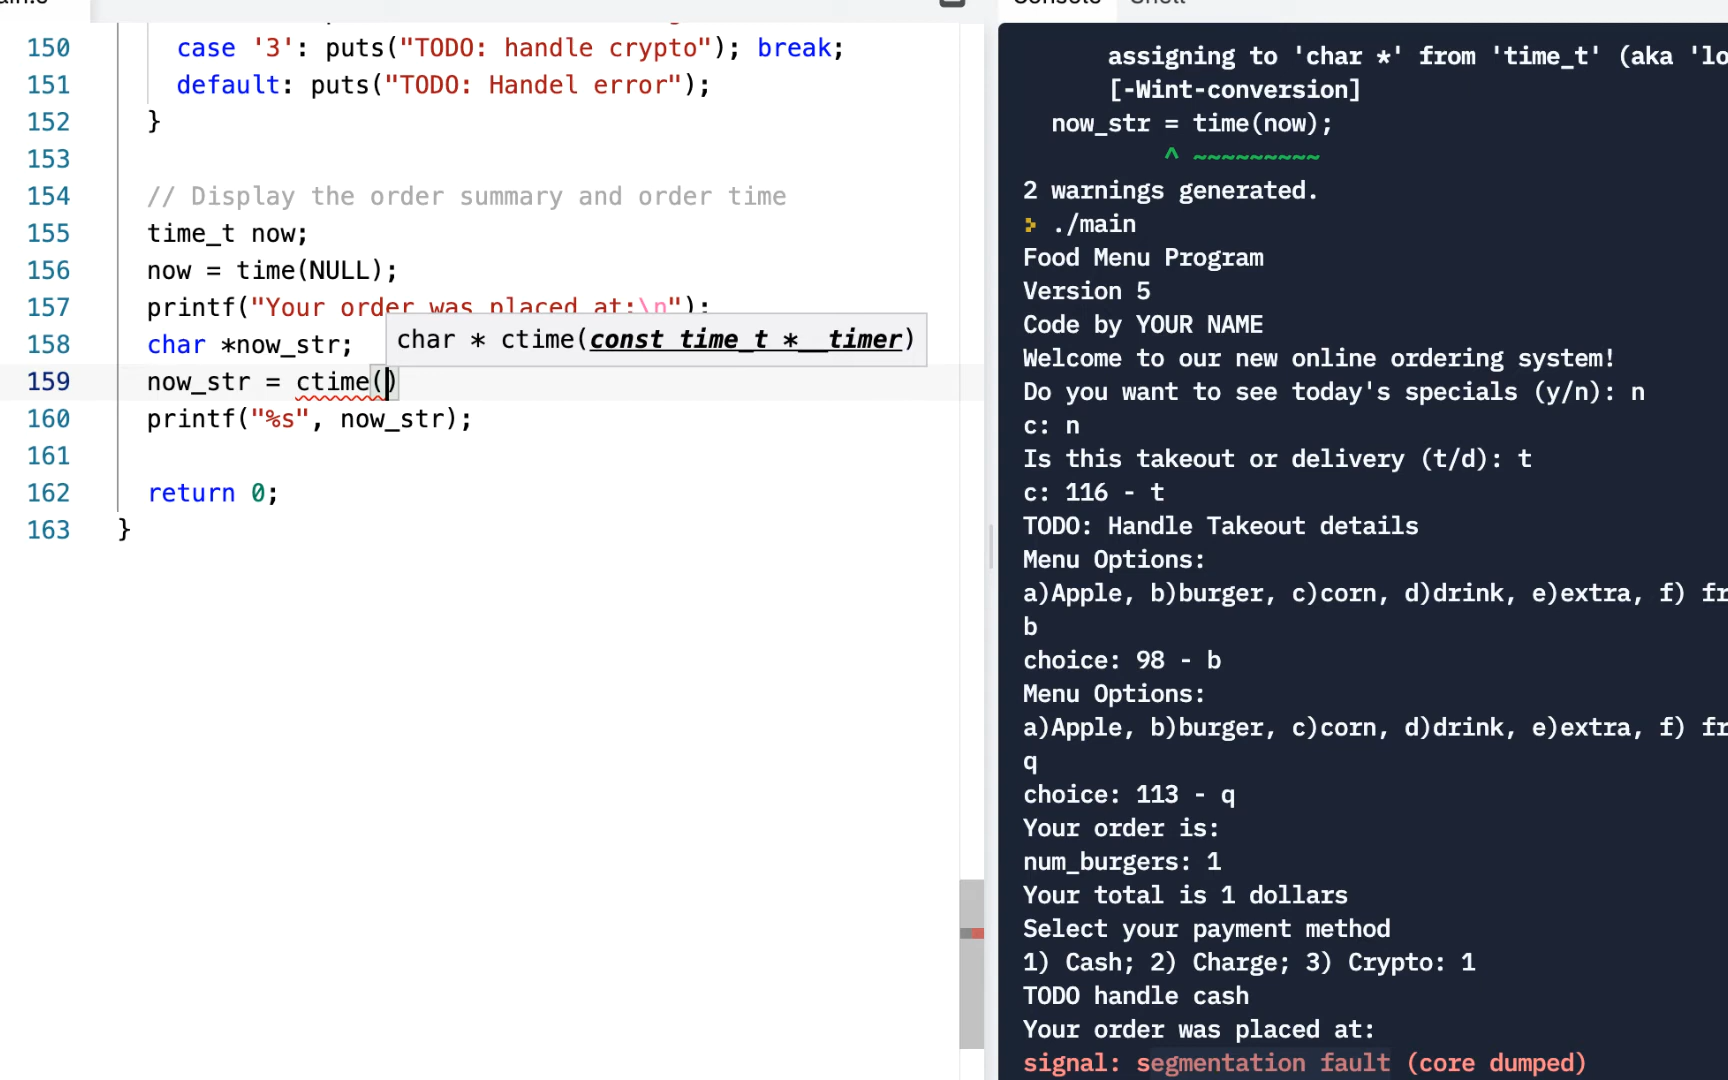 150 case '3': puts("TODO: handle crypto"); break;
151 default: puts("TODO: Handel error");
152 }
153
154 // Display the order summary and order time
155 time_t now;
156 now = time(NULL);
157 printf("Your order was placed at:\n");
158 char *now_str;
char * ctime(const time_t *__timer)
159 now_str = ctime()
160 printf("%s", now_str);
161
162 return 0;
163 }
Console Shell
assigning to 'char *' from 'time_t' (aka 'lo
[-Wint-conversion]
now_str = time(now);
^ ~~~~~~~~~
2 warnings generated.
> ./main
Food Menu Program
Version 5
Code by YOUR NAME
Welcome to our new online ordering system!
Do you want to see today's specials (y/n): n
c: n
Is this takeout or delivery (t/d): t
c: 116 - t
TODO: Handle Takeout details
Menu Options:
a)Apple, b)burger, c)corn, d)drink, e)extra, f) fr
b
choice: 98 - b
Menu Options:
a)Apple, b)burger, c)corn, d)drink, e)extra, f) fr
q
choice: 113 - q
Your order is:
num_burgers: 1
Your total is 1 dollars
Select your payment method
1) Cash; 2) Charge; 3) Crypto: 1
TODO handle cash
Your order was placed at:
signal: segmentation fault (core dumped)